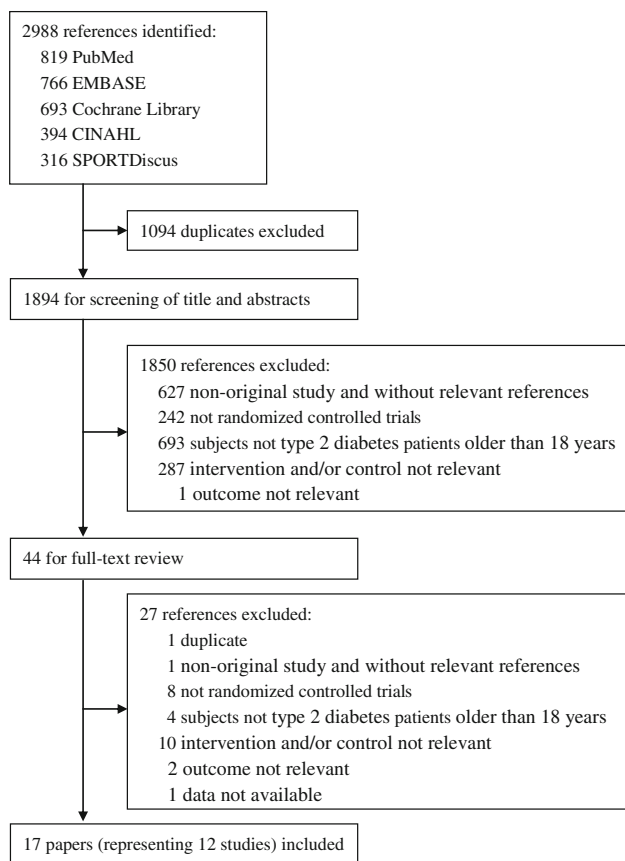 2988 references identified:
819 PubMed
766 EMBASE
693 Cochrane Library
394 CINAHL
316 SPORTDiscus
1094 duplicates excluded
1894 for screening of title and abstracts
1850 references excluded:
627 non-original study and without relevant references
242 not randomized controlled trials
693 subjects not type 2 diabetes patients older than 18 years
287 intervention and/or control not relevant
1 outcome not relevant
44 for full-text review
27 references excluded:
1 duplicate
1 non-original study and without relevant references
8 not randomized controlled trials
4 subjects not type 2 diabetes patients older than 18 years
10 intervention and/or control not relevant
2 outcome not relevant
1 data not available
17 papers (representing 12 studies) included